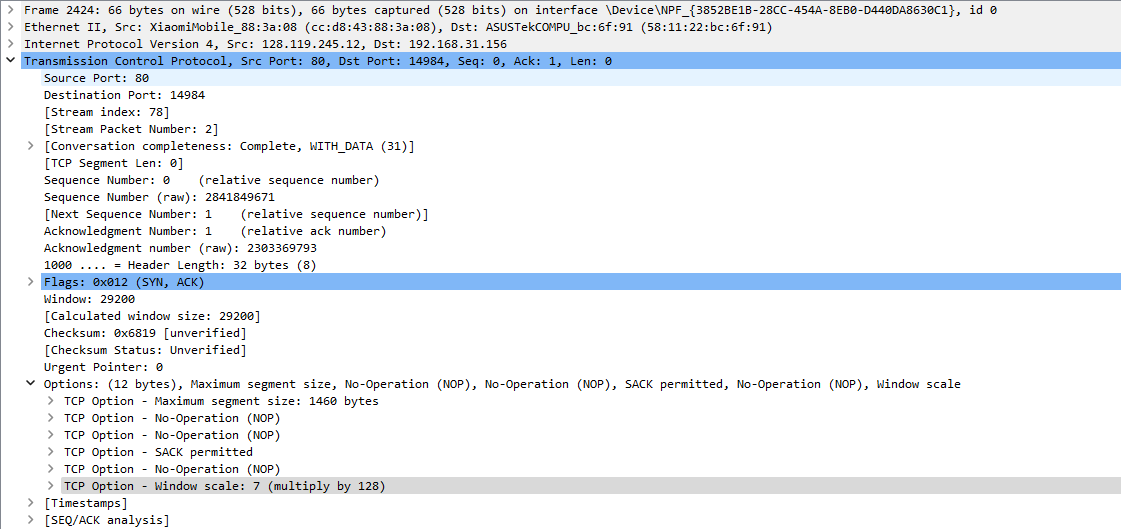 Frame 2424: 66 bytes on wire (528 bits), 66 bytes captured (528 bits) on interface \Device\NPF_{3852BE1B-28CC-454A-8EB0-D440DA8630C1}, id 0
Ethernet II, Src: XiaomiMobile_88:3a:08 (cc:d8:43:88:3a:08), Dst: ASUSTekCOMPU_bc:6f:91 (58:11:22:bc:6f:91)
Internet Protocol Version 4, Src: 128.119.245.12, Dst: 192.168.31.156
Transmission Control Protocol, Src Port: 80, Dst Port: 14984, Seq: 0, Ack: 1, Len: 0
Source Port: 80
Destination Port: 14984
[Stream index: 78]
[Stream Packet Number: 2]
[Conversation completeness: Complete, WITH_DATA (31)]
[TCP Segment Len: 0]
Sequence Number: 0    (relative sequence number)
Sequence Number (raw): 2841849671
[Next Sequence Number: 1    (relative sequence number)]
Acknowledgment Number: 1    (relative ack number)
Acknowledgment number (raw): 2303369793
1000 .... = Header Length: 32 bytes (8)
Flags: 0x012 (SYN, ACK)
Window: 29200
[Calculated window size: 29200]
Checksum: 0x6819 [unverified]
[Checksum Status: Unverified]
Urgent Pointer: 0
Options: (12 bytes), Maximum segment size, No-Operation (NOP), No-Operation (NOP), SACK permitted, No-Operation (NOP), Window scale
TCP Option - Maximum segment size: 1460 bytes
TCP Option - No-Operation (NOP)
TCP Option - No-Operation (NOP)
TCP Option - SACK permitted
TCP Option - No-Operation (NOP)
TCP Option - Window scale: 7 (multiply by 128)
[Timestamps]
[SEQ/ACK analysis]